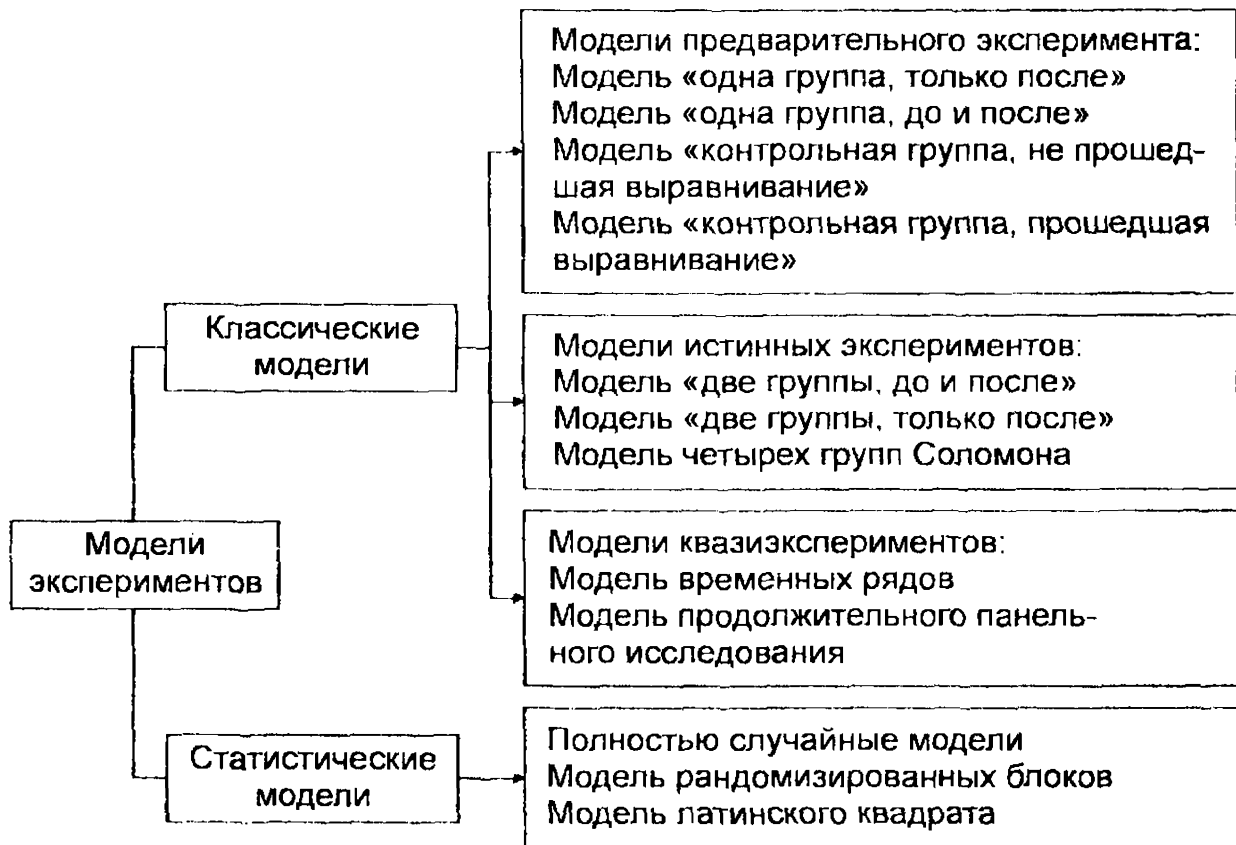 Модели предварительного эксперимента:
Модель «одна группа, только после»
Модель «одна группа, до и после»
Модель «контрольная группа, не прошед-
шая выравнивание»
Модель «контрольная группа, прошедшая
выравнивание»
Классические
модели
Модели истинных экспериментов:
Модель «две группы, до и после»
Модель «две группы, только после»
Модель четырех групп Соломона
Модели
экспериментов
Модели квазиэкспериментов:
Модель временных рядов
Модель продолжительного панель-
ного исследования
Статистические
модели
Полностью случайные модели
Модель рандомизированных блоков
Модель латинского квадрата